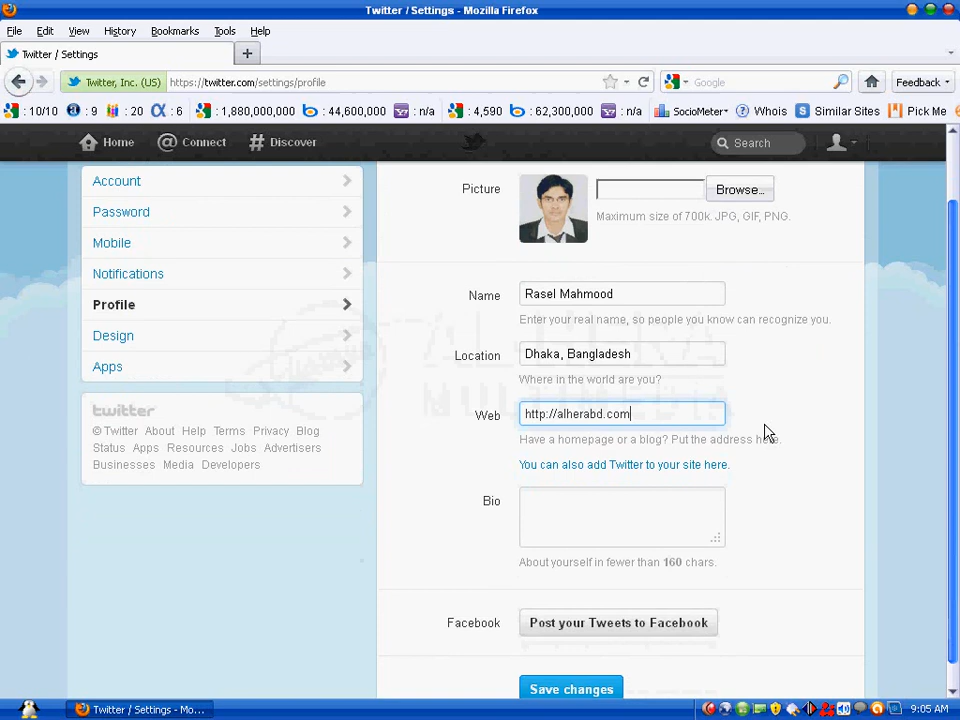 Twitter / Settings - Mozilla Firefox
File Edit View History Bookmarks Tools Help
Twitter / Settings
Twitter, Inc. (US) https://twitter.com/settings/profile Google Feedback
: 10/10 : 9 : 20 : 6 : 1,880,000,000 : 44,600,000 : n/a : 4,590 : 62,300,000 : n/a SocioMeter Whois Similar Sites Pick Me
Home Connect Discover Search
Account
Password
Mobile
Notifications
Profile
Design
Apps
twitter
© Twitter About Help Terms Privacy Blog
Status Apps Resources Jobs Advertisers
Businesses Media Developers
Picture Browse...
Maximum size of 700k. JPG, GIF, PNG.
Name Rasel Mahmood
Enter your real name, so people you know can recognize you.
Location Dhaka, Bangladesh
Where in the world are you?
Web http://alherabd.com
Have a homepage or a blog? Put the address here.
You can also add Twitter to your site here.
Bio
About yourself in fewer than 160 chars.
Facebook Post your Tweets to Facebook
Save changes
AL-HERA
MULTIMEDIA
Twitter / Settings - Mo... 9:05 AM